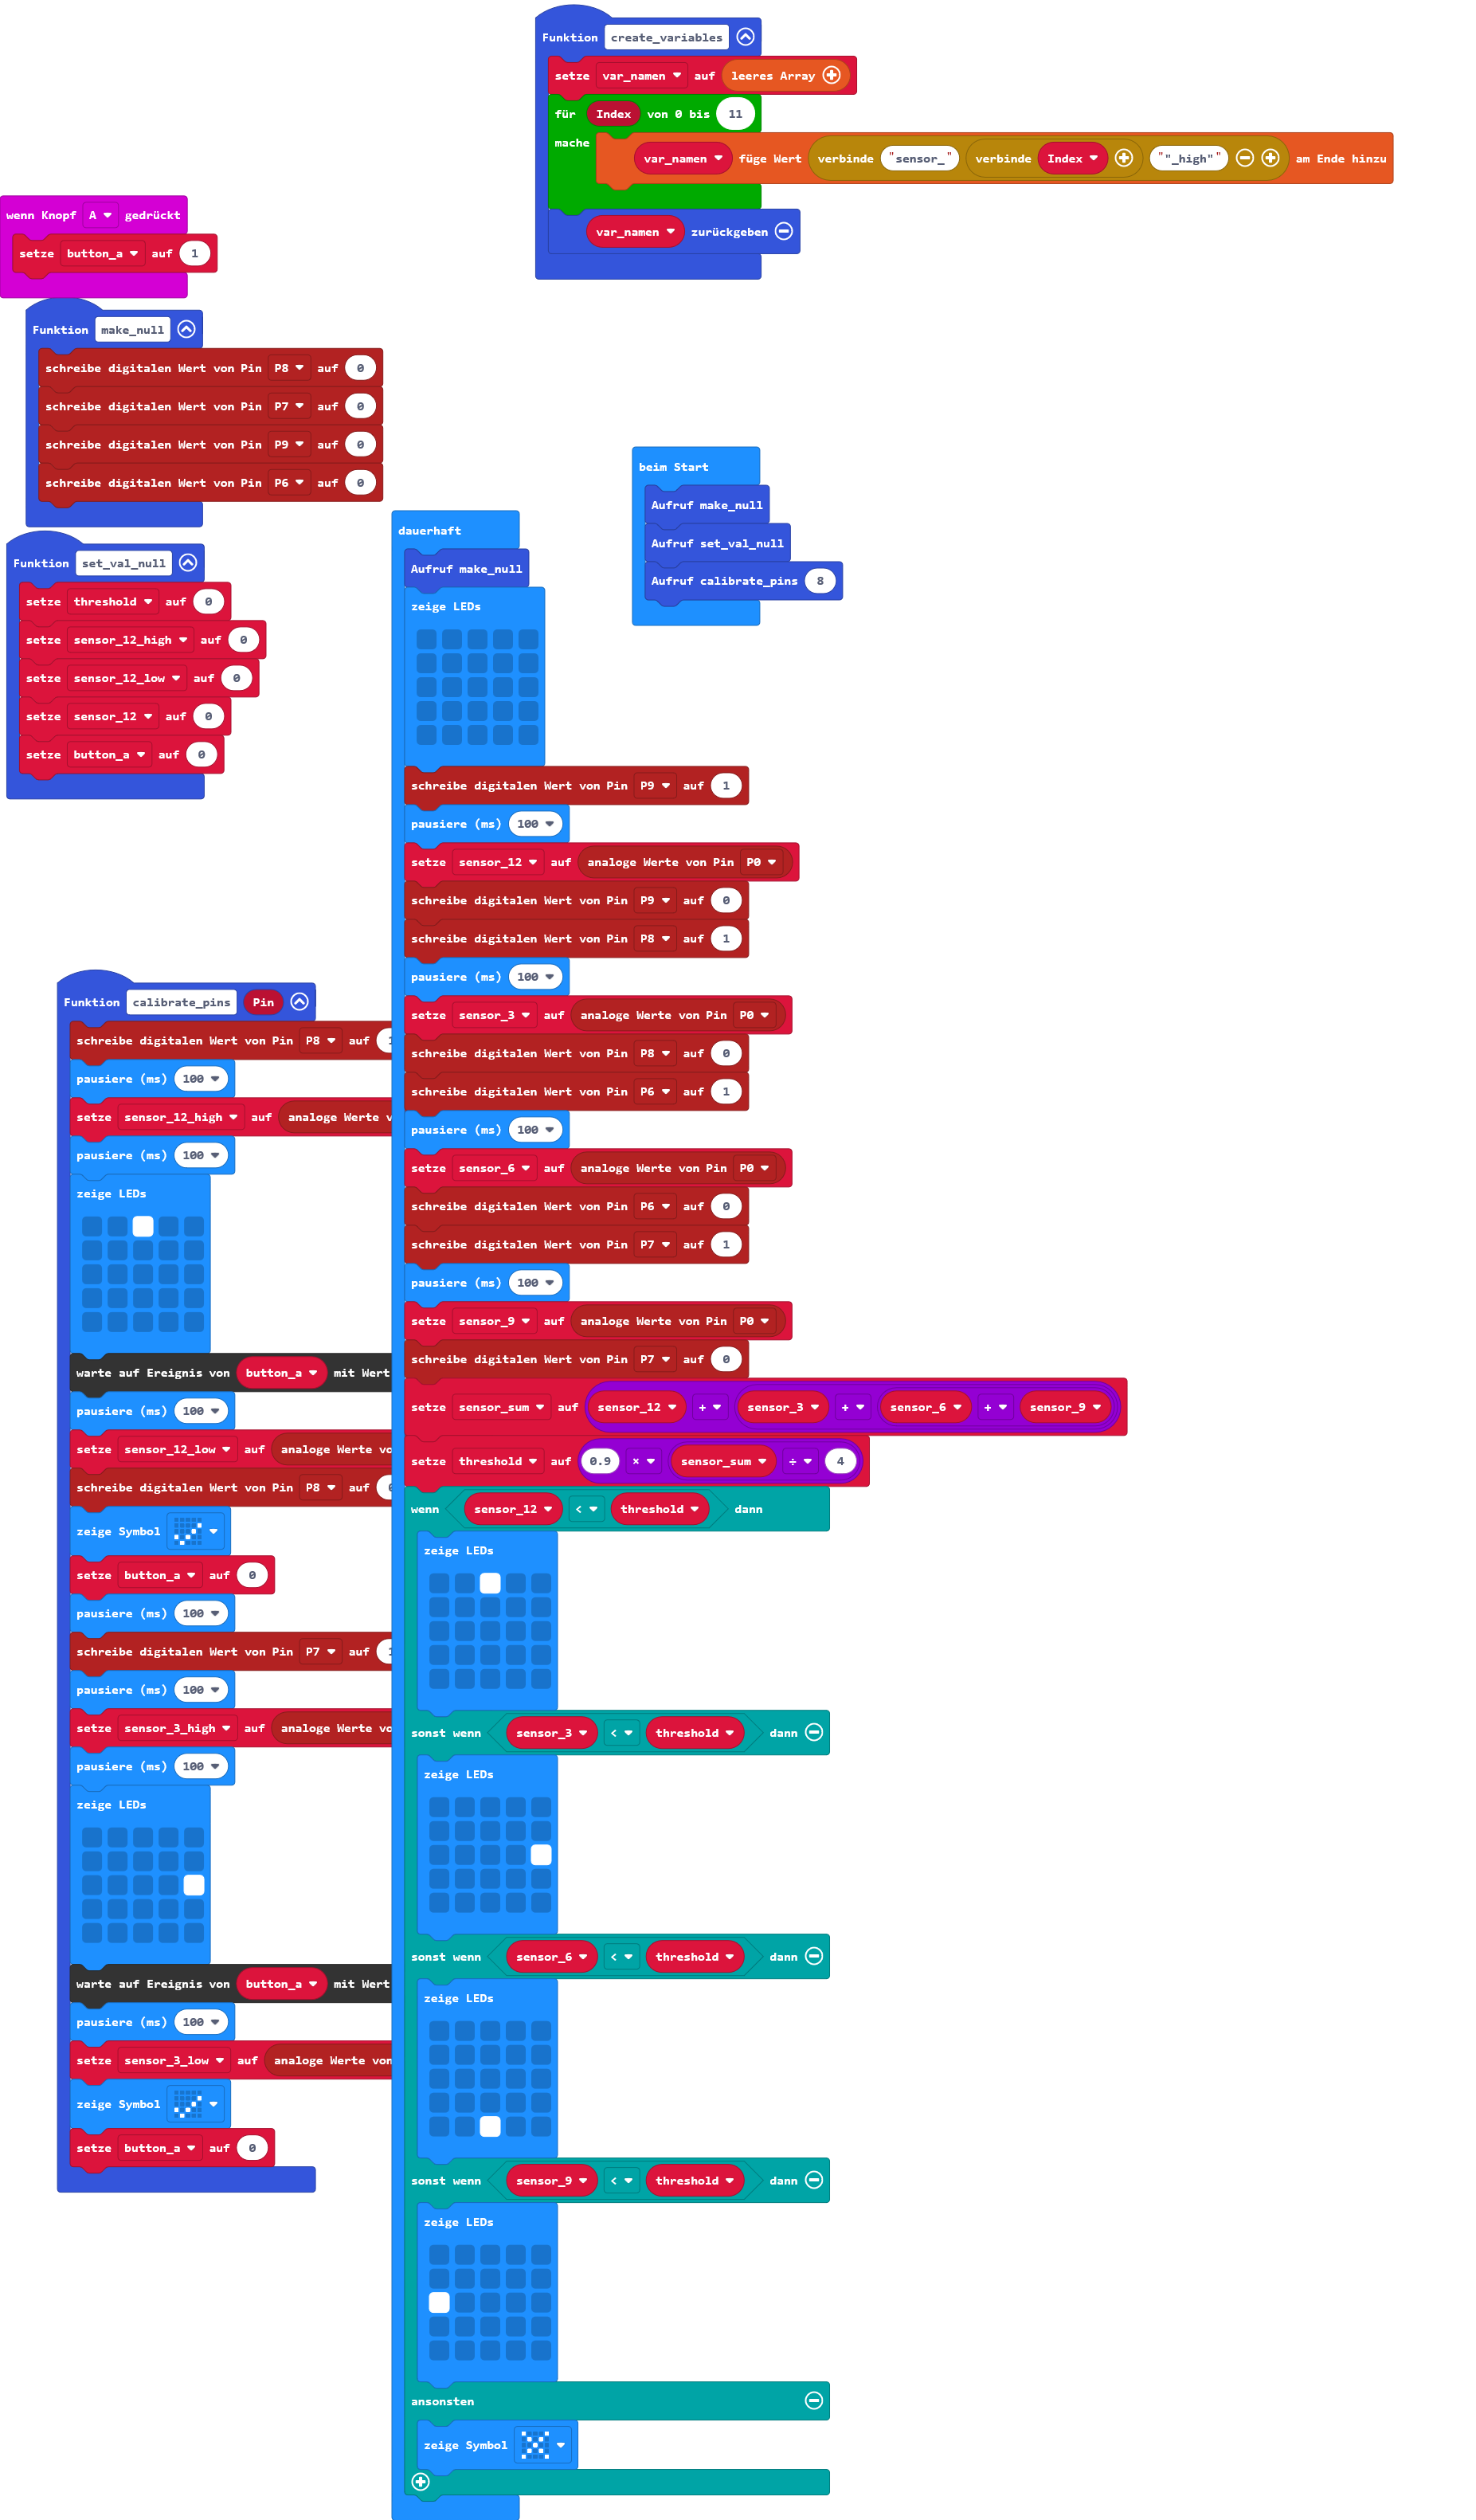 Funktion create_variables
setze var_namen auf leeres Array
für Index von 0 bis 11
mache
var_namen füge Wert verbinde "sensor_" verbinde Index ""_high"" am Ende hinzu
var_namen zurückgeben
wenn Knopf A gedrückt
setze button_a auf 1
Funktion make_null
schreibe digitalen Wert von Pin P8 auf 0
schreibe digitalen Wert von Pin P7 auf 0
schreibe digitalen Wert von Pin P9 auf 0
schreibe digitalen Wert von Pin P6 auf 0
Funktion set_val_null
setze threshold auf 0
setze sensor_12_high auf 0
setze sensor_12_low auf 0
setze sensor_12 auf 0
setze button_a auf 0
beim Start
Aufruf make_null
Aufruf set_val_null
Aufruf calibrate_pins 8
Funktion calibrate_pins Pin
schreibe digitalen Wert von Pin P8 auf
pausiere (ms) 100
setze sensor_12_high auf analoge Werte
pausiere (ms) 100
zeige LEDs
warte auf Ereignis von button_a mit Wert
pausiere (ms) 100
setze sensor_12_low auf analoge Werte
schreibe digitalen Wert von Pin P8 auf
zeige Symbol
setze button_a auf 0
pausiere (ms) 100
schreibe digitalen Wert von Pin P7 auf
pausiere (ms) 100
setze sensor_3_high auf analoge Werte
pausiere (ms) 100
zeige LEDs
warte auf Ereignis von button_a mit Wert
pausiere (ms) 100
setze sensor_3_low auf analoge Werte von
zeige Symbol
setze button_a auf 0
dauerhaft
Aufruf make_null
zeige LEDs
schreibe digitalen Wert von Pin P9 auf 1
pausiere (ms) 100
setze sensor_12 auf analoge Werte von Pin P0
schreibe digitalen Wert von Pin P9 auf 0
schreibe digitalen Wert von Pin P8 auf 1
pausiere (ms) 100
setze sensor_3 auf analoge Werte von Pin P0
schreibe digitalen Wert von Pin P8 auf 0
schreibe digitalen Wert von Pin P6 auf 1
pausiere (ms) 100
setze sensor_6 auf analoge Werte von Pin P0
schreibe digitalen Wert von Pin P6 auf 0
schreibe digitalen Wert von Pin P7 auf 1
pausiere (ms) 100
setze sensor_9 auf analoge Werte von Pin P0
schreibe digitalen Wert von Pin P7 auf 0
setze sensor_sum auf sensor_12 + sensor_3 + sensor_6 + sensor_9
setze threshold auf 0.9 × sensor_sum ÷ 4
wenn sensor_12 < threshold dann
zeige LEDs
sonst wenn sensor_3 < threshold dann
zeige LEDs
sonst wenn sensor_6 < threshold dann
zeige LEDs
sonst wenn sensor_9 < threshold dann
zeige LEDs
ansonsten
zeige Symbol